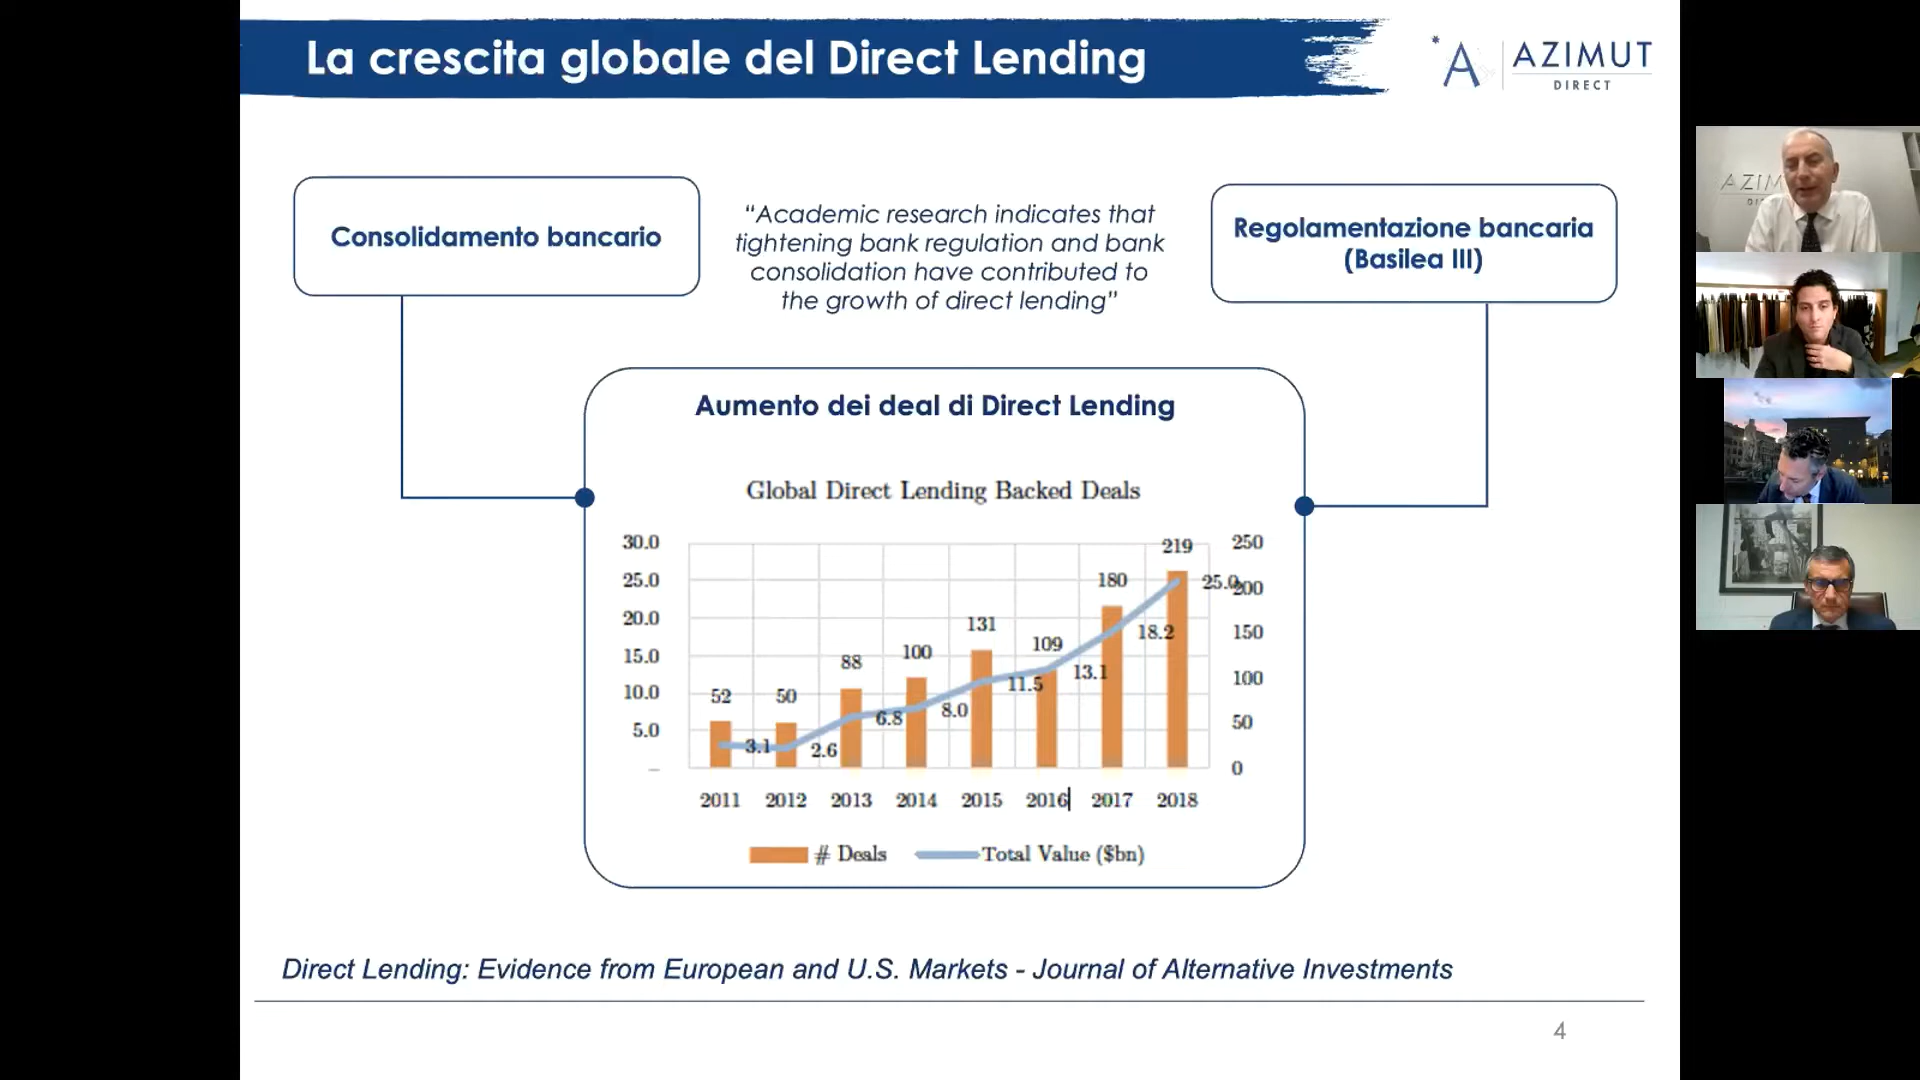 La crescita globale del Direct Lending
AZIMUT
DIRECT
Consolidamento bancario
“Academic research indicates that
tightening bank regulation and bank
consolidation have contributed to
the growth of direct lending”
Regolamentazione bancaria
(Basilea III)
Aumento dei deal di Direct Lending
Global Direct Lending Backed Deals
30.0
25.0
20.0
15.0
10.0
5.0
–
250
200
150
100
50
0
52
50
88
100
131
109
180
219
3.1
2.6
6.8
8.0
11.5
13.1
18.2
25.0
2011 2012 2013 2014 2015 2016 2017 2018
# Deals Total Value ($bn)
Direct Lending: Evidence from European and U.S. Markets - Journal of Alternative Investments
4
AZIM